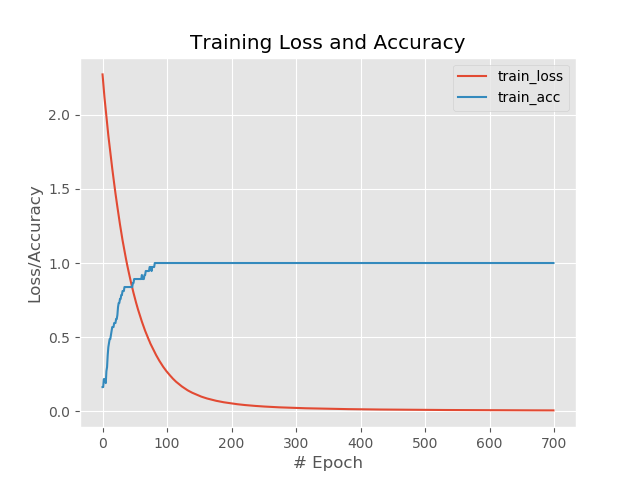 Training Loss and Accuracy
train_loss
train_acc
2.0
1.5
1.0
0.5
0.0
Loss/Accuracy
0 100 200 300 400 500 600 700
# Epoch